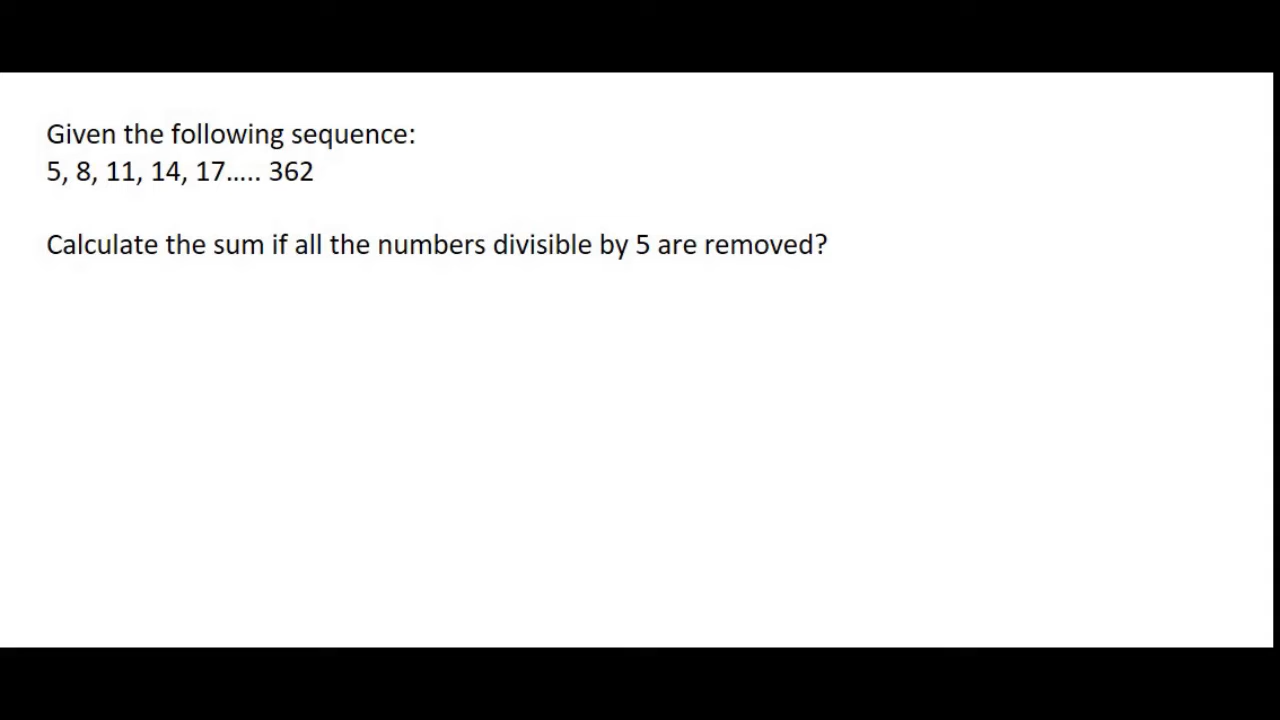 Given the following sequence:
5, 8, 11, 14, 17..... 362
Calculate the sum if all the numbers divisible by 5 are removed?